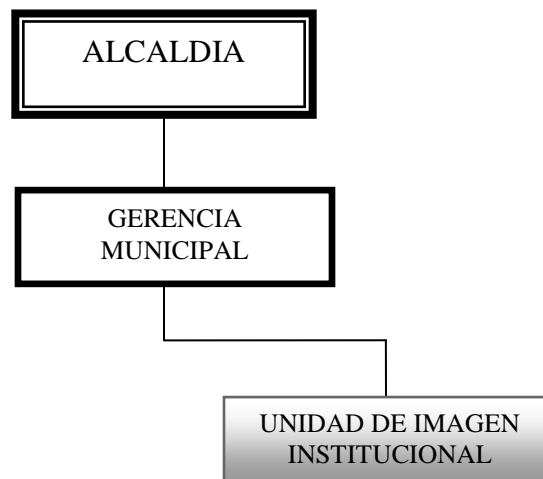 ALCALDIA
GERENCIA
MUNICIPAL
UNIDAD DE IMAGEN
INSTITUCIONAL